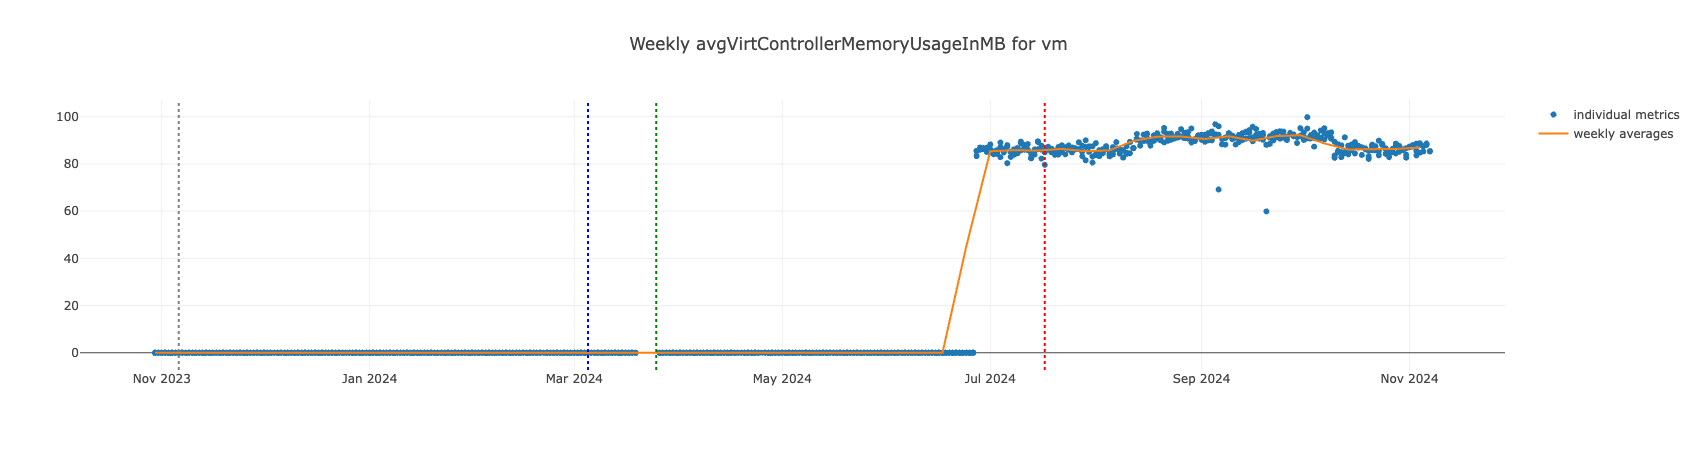 Weekly avgVirtControllerMemoryUsageInMB for vm
100
80
60
40
20
0
Nov 2023
Jan 2024
Mar 2024
May 2024
Jul 2024
Sep 2024
Nov 2024
individual metrics
weekly averages